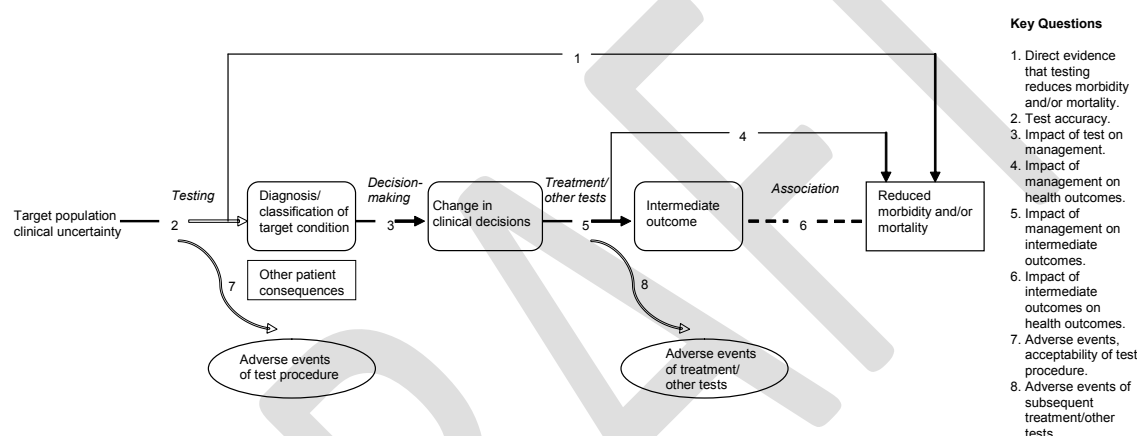 Key Questions
1
1. Direct evidence
that testing
reduces morbidity
and/or mortality.
2. Test accuracy.
3. Impact of test on
management.
4. Impact of
management on
health outcomes.
5. Impact of
management on
intermediate
outcomes.
6. Impact of
intermediate
outcomes on
health outcomes.
7. Adverse events,
acceptability of test
procedure.
8. Adverse events of
subsequent
treatment/other
tests
4
Testing
Decision-
making
Treatment/
other tests
Association
Target population
clinical uncertainty
2
Diagnosis/
classification of
target condition
3
Change in
clinical decisions
5
Intermediate
outcome
6
Reduced
morbidity and/or
mortality
7
Other patient
consequences
8
Adverse events
of test procedure
Adverse events
of treatment/
other tests